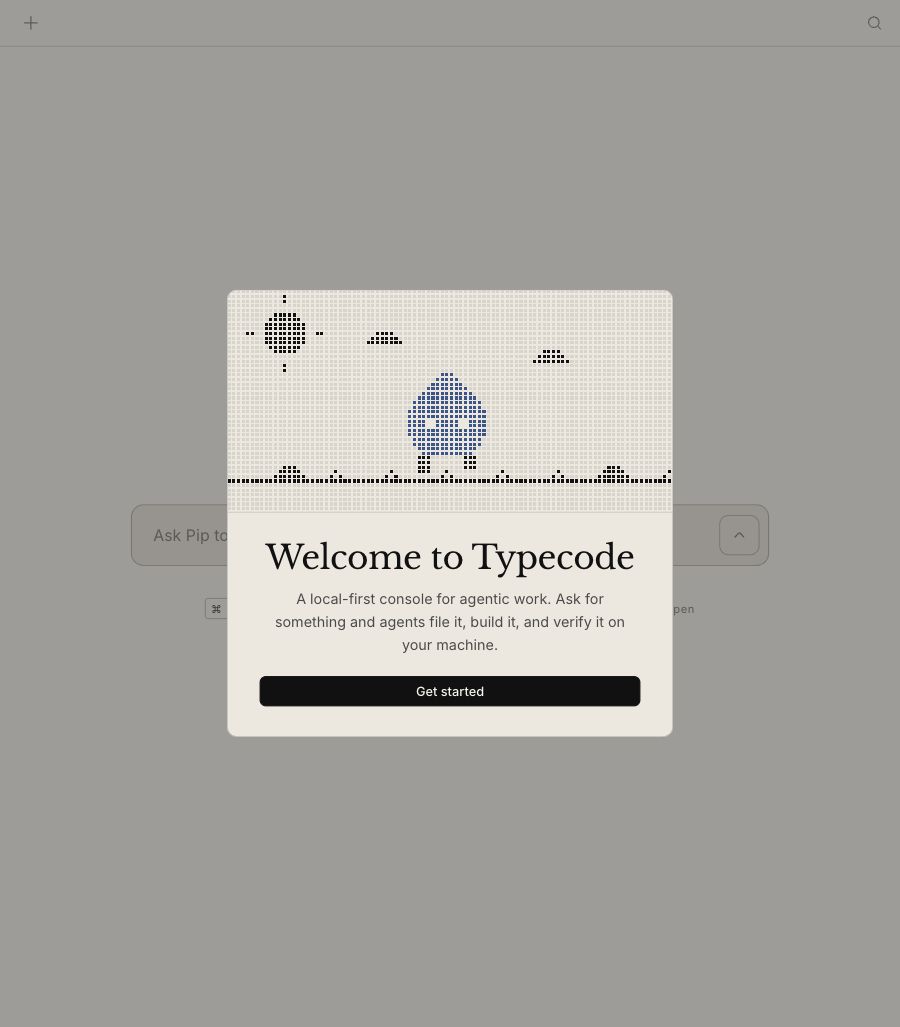 Welcome to Typecode
A local-first console for agentic work. Ask for
something and agents file it, build it, and verify it on
your machine.
Get started
Ask Pip to
⌘
pen